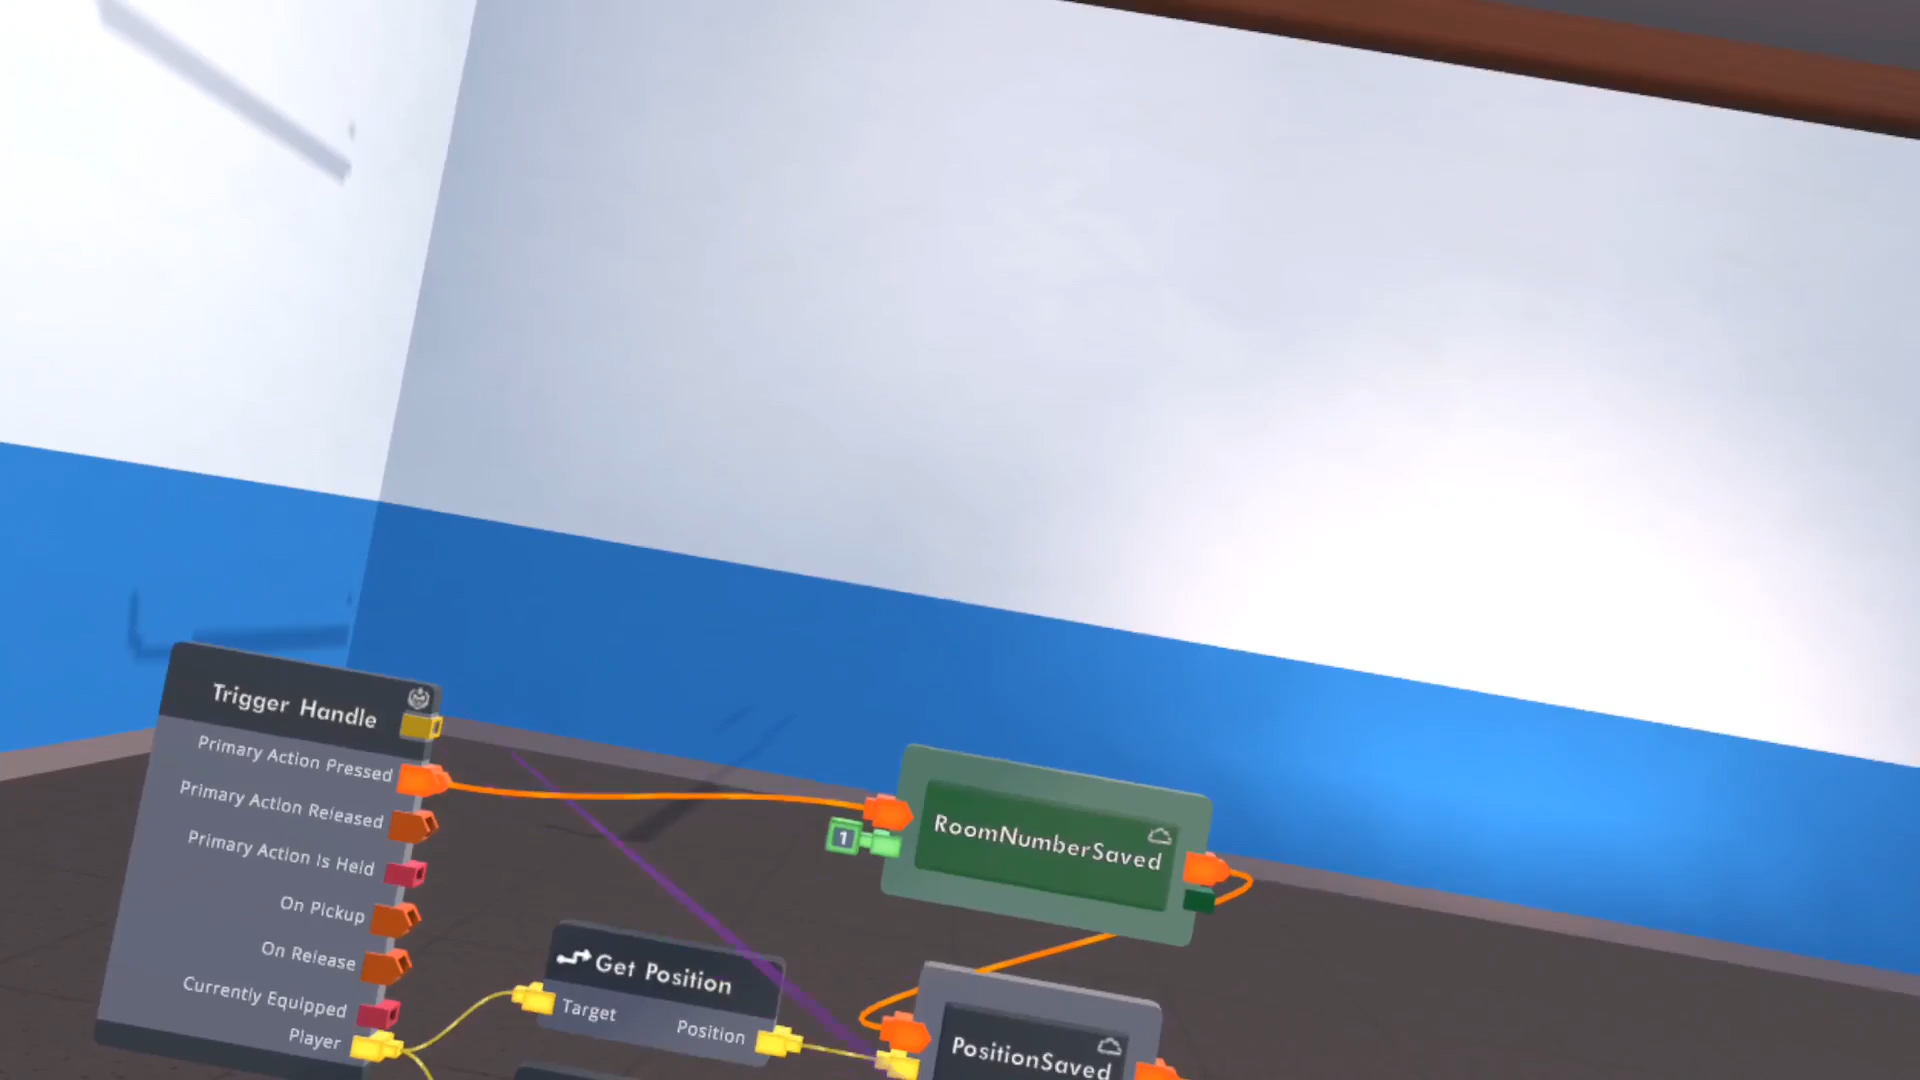 Trigger Handle
Primary Action Pressed
Primary Action Released
Primary Action Is Held
On Pickup
On Release
Currently Equipped
Player
Get Position
Target
Position
1
RoomNumberSaved
PositionSaved